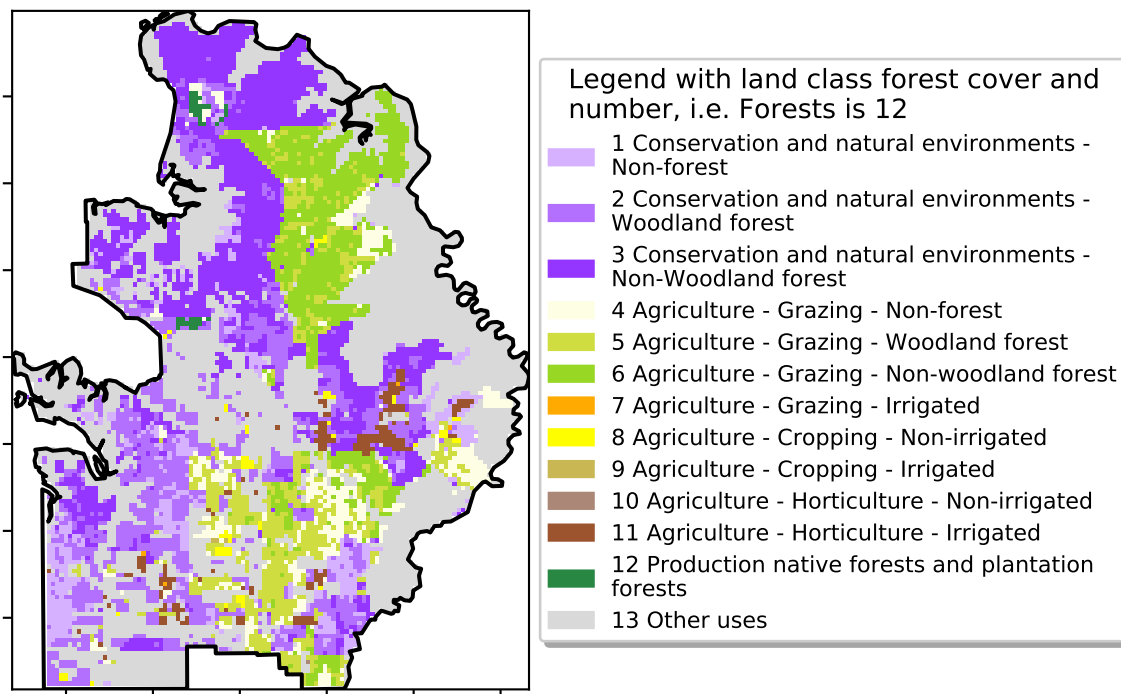 Legend with land class forest cover and
number, i.e. Forests is 12
1 Conservation and natural environments -
Non-forest
2 Conservation and natural environments -
Woodland forest
3 Conservation and natural environments -
Non-Woodland forest
4 Agriculture - Grazing - Non-forest
5 Agriculture - Grazing - Woodland forest
6 Agriculture - Grazing - Non-woodland forest
7 Agriculture - Grazing - Irrigated
8 Agriculture - Cropping - Non-irrigated
9 Agriculture - Cropping - Irrigated
10 Agriculture - Horticulture - Non-irrigated
11 Agriculture - Horticulture - Irrigated
12 Production native forests and plantation
forests
13 Other uses